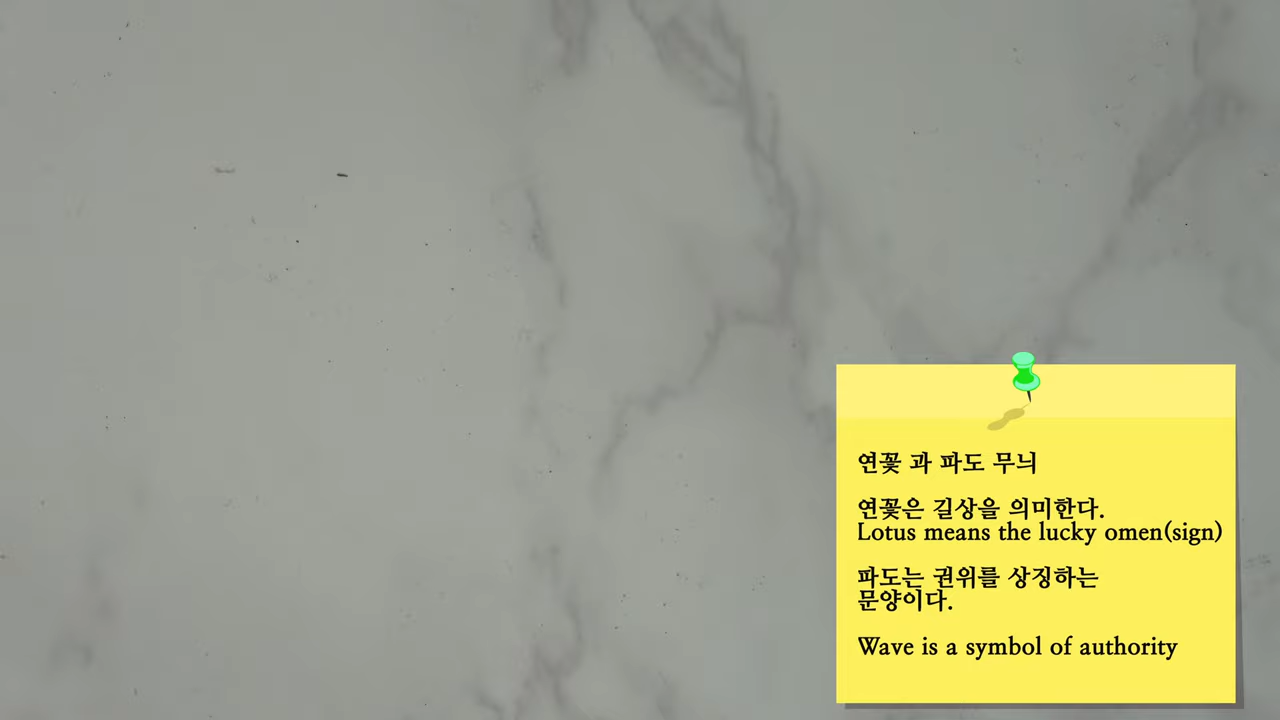 연꽃 과 파도 무늬
연꽃은 길상을 의미한다.
Lotus means the lucky omen(sign)
파도는 권위를 상징하는
문양이다.
Wave is a symbol of authority